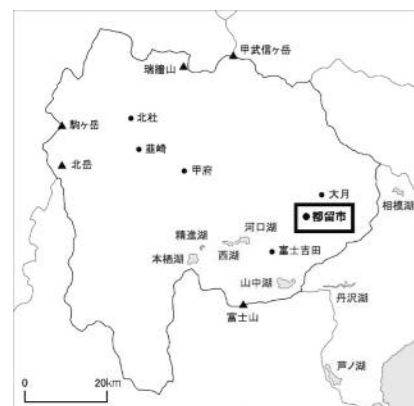 甲武信ヶ岳
瑞牆山
北杜
駒ヶ岳
韮崎
北岳
甲府
大月
相模湖
都留市
河口湖
精進湖
西湖
本栖湖
富士吉田
山中湖
丹沢湖
富士山
芦ノ湖
0 20km